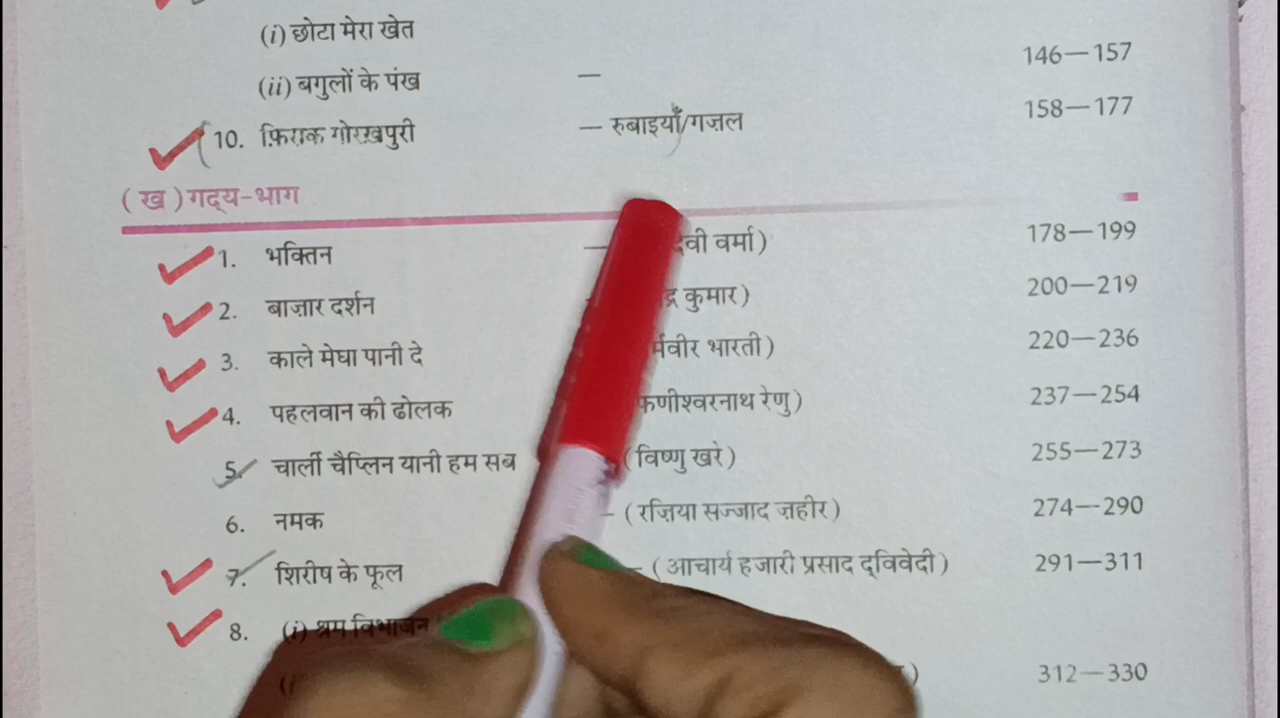 (i) छोटा मेरा खेत
(ii) बगुलों के पंख — 146—157
10. फ़िराक गोरखपुरी — रुबाइयाँ/गज़ल 158—177
(ख) गद्य-भाग
1. भक्तिन — वर्मा) 178—199
2. बाज़ार दर्शन कुमार) 200—219
3. काले मेघा पानी दे भारती) 220—236
4. पहलवान की ढोलक फणीश्वरनाथ रेणु) 237—254
5. चार्ली चैप्लिन यानी हम सब (विष्णु खरे) 255—273
6. नमक — (रज़िया सज्जाद ज़हीर) 274—290
7. शिरीष के फूल — (आचार्य हजारी प्रसाद द्विवेदी) 291—311
8. (i) श्रम विभाजन
312—330